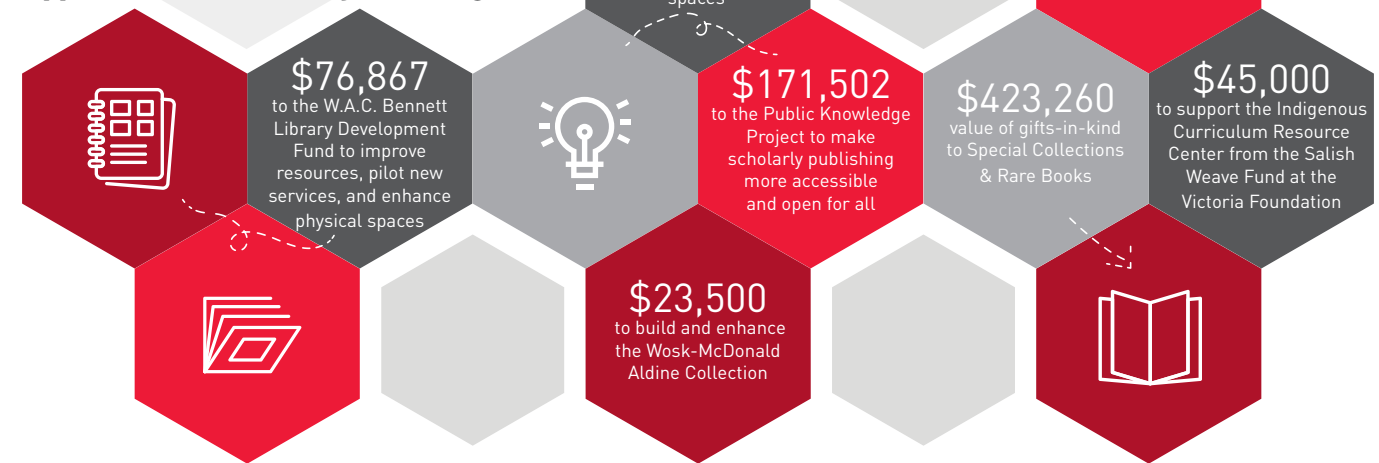 spaces
$76,867
to the W.A.C. Bennett
Library Development
Fund to improve
resources, pilot new
services, and enhance
physical spaces
$171,502
to the Public Knowledge
Project to make
scholarly publishing
more accessible
and open for all
$423,260
value of gifts-in-kind
to Special Collections
& Rare Books
$45,000
to support the Indigenous
Curriculum Resource
Center from the Salish
Weave Fund at the
Victoria Foundation
$23,500
to build and enhance
the Wosk-McDonald
Aldine Collection